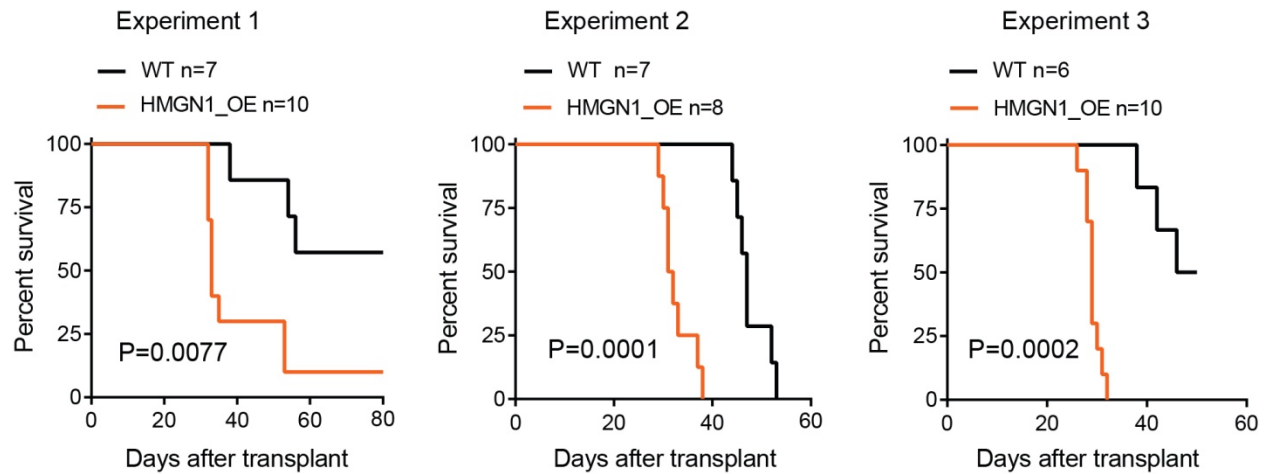 Experiment 1
WT n=7
HMGN1_OE n=10
Percent survival
100
75
50
25
0
P=0.0077
0 20 40 60 80
Days after transplant
Experiment 2
WT n=7
HMGN1_OE n=8
Percent survival
100
75
50
25
0
P=0.0001
0 20 40 60
Days after transplant
Experiment 3
WT n=6
HMGN1_OE n=10
Percent survival
100
75
50
25
0
P=0.0002
0 20 40 60
Days after transplant